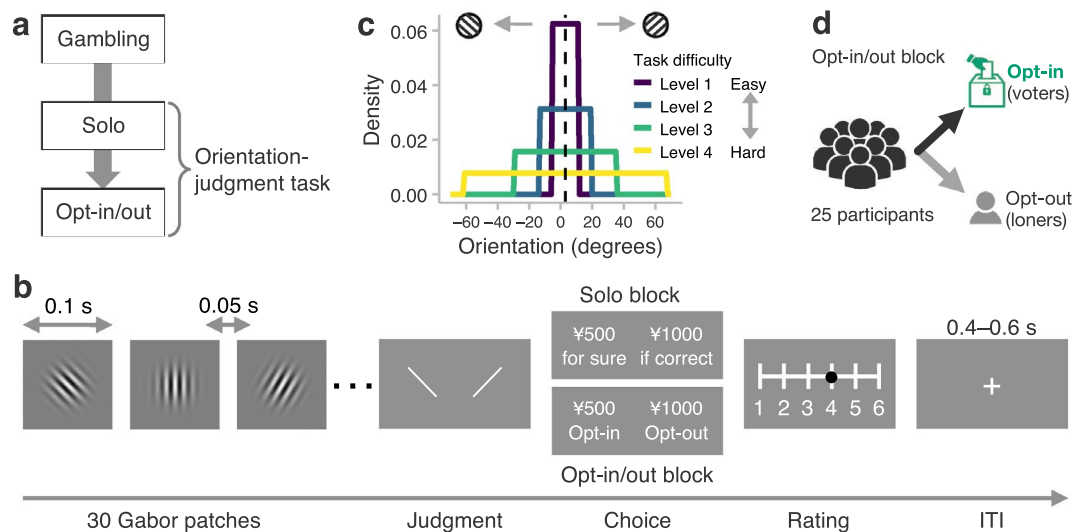 a
Gambling
Solo
Opt-in/out
Orientation-
judgment task
c
Density
0.06
0.04
0.02
0.00
Task difficulty
Level 1 Easy
Level 2
Level 3
Level 4 Hard
−60 −40 −20 0 20 40 60
Orientation (degrees)
d
Opt-in/out block
Opt-in
(voters)
25 participants
Opt-out
(loners)
b
0.1 s
0.05 s
Solo block
¥500 ¥1000
for sure if correct
¥500 ¥1000
Opt-in Opt-out
Opt-in/out block
1 2 3 4 5 6
0.4–0.6 s
+
30 Gabor patches
Judgment
Choice
Rating
ITI